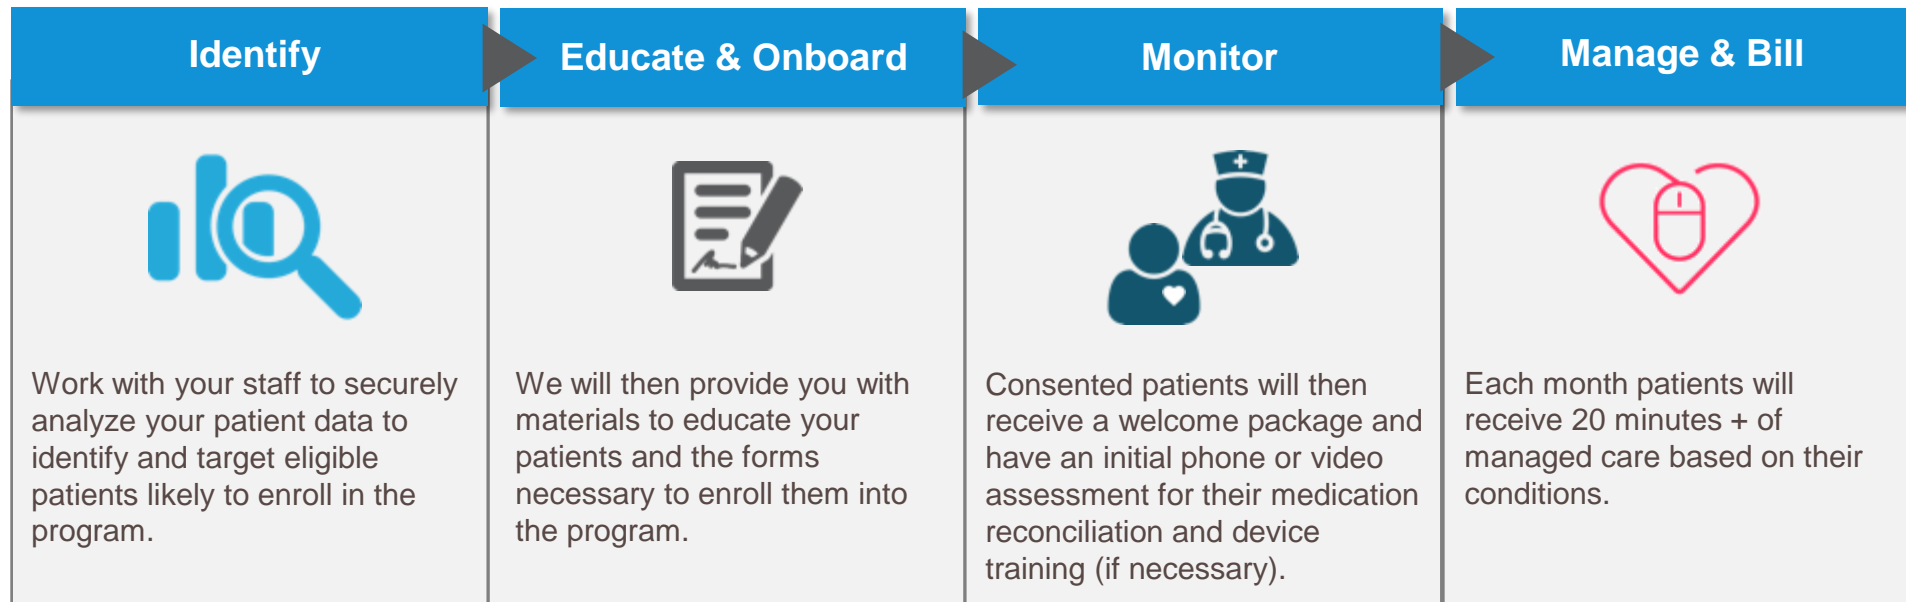 Identify
Educate & Onboard
Monitor
Manage & Bill
Work with your staff to securely
analyze your patient data to
identify and target eligible
patients likely to enroll in the
program.
We will then provide you with
materials to educate your
patients and the forms
necessary to enroll them into
the program.
Consented patients will then
receive a welcome package and
have an initial phone or video
assessment for their medication
reconciliation and device
training (if necessary).
Each month patients will
receive 20 minutes + of
managed care based on their
conditions.